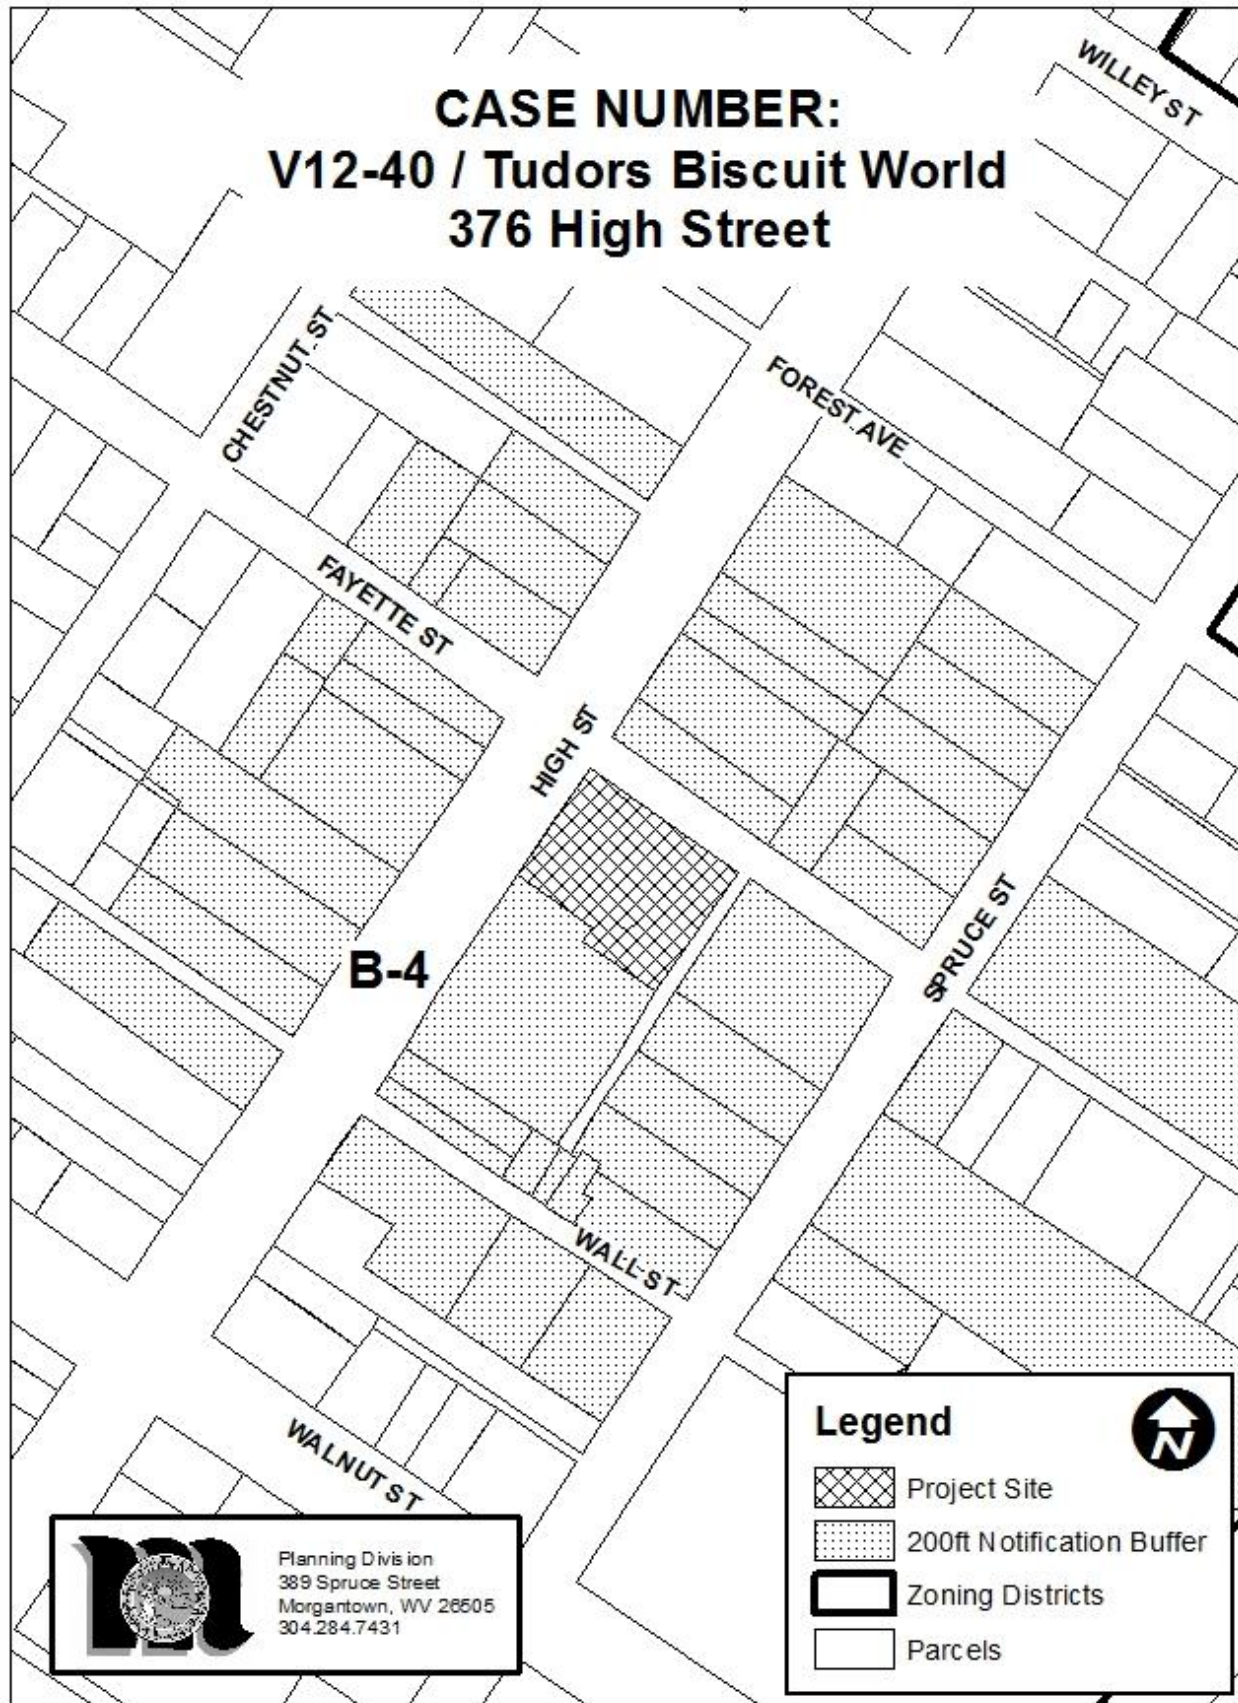 WILLEY ST
CASE NUMBER:
V12-40 / Tudors Biscuit World
376 High Street
CHESTNUT ST
FOREST AVE
FAYETTE ST
HIGH ST
SPRUCE ST
B-4
WALL ST
WALNUT ST
Legend
N
Project Site
200ft Notification Buffer
Zoning Districts
Parcels
Planning Division
389 Spruce Street
Morgantown, WV 26505
304.284.7431